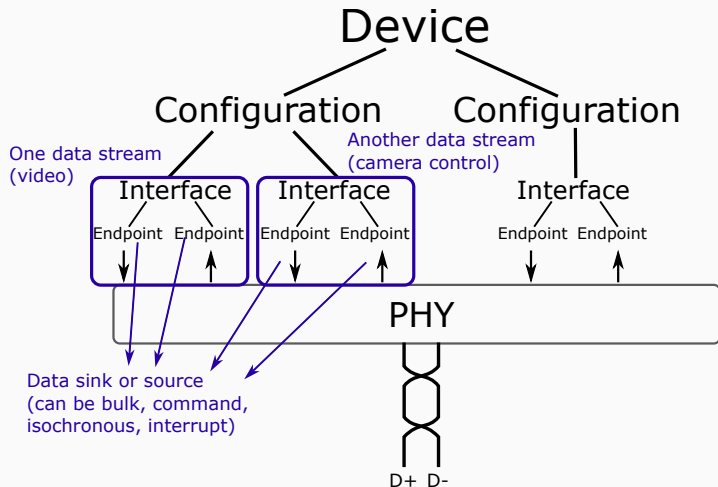 Device
Configuration
Configuration
One data stream
(video)
Another data stream
(camera control)
Interface
Interface
Interface
Endpoint Endpoint
Endpoint Endpoint
Endpoint Endpoint
PHY
Data sink or source
(can be bulk, command,
isochronous, interrupt)
D+ D-